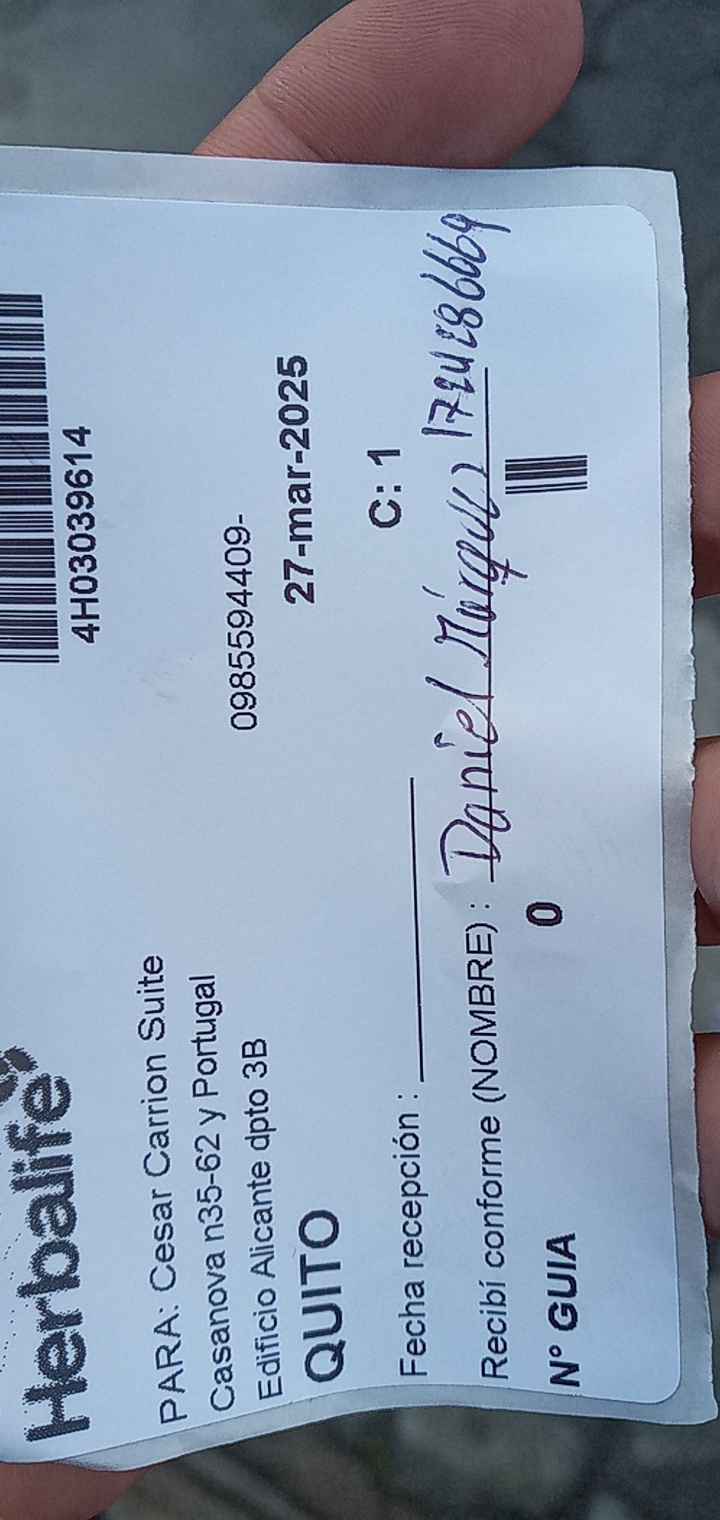 Herbalife
4H03039614
PARA: Cesar Carrion Suite
Casanova n35-62 y Portugal
0985594409-
Edificio Alicante dpto 3B
QUITO 27-mar-2025
Fecha recepción : C: 1
Recibí conforme (NOMBRE) : Daniel Márquez
N° GUIA 0